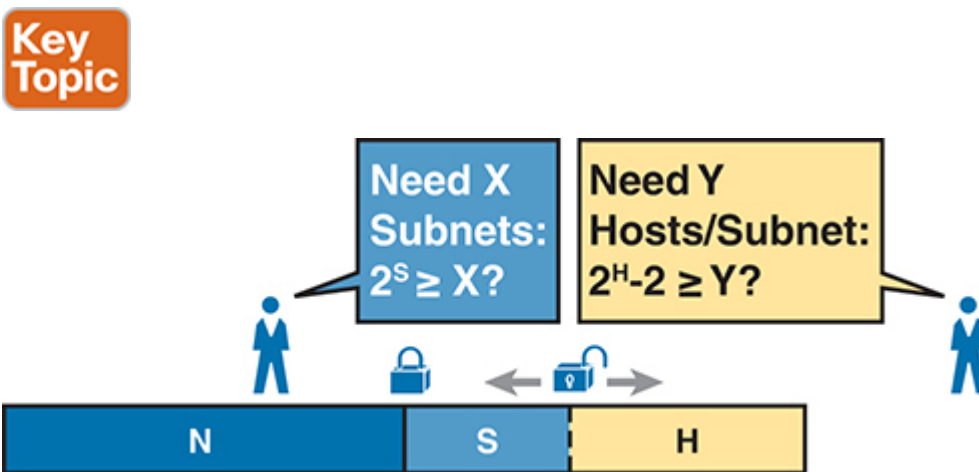 Key
Topic
Need X
Subnets:
2^S ≥ X?
Need Y
Hosts/Subnet:
2^H-2 ≥ Y?
N
S
H